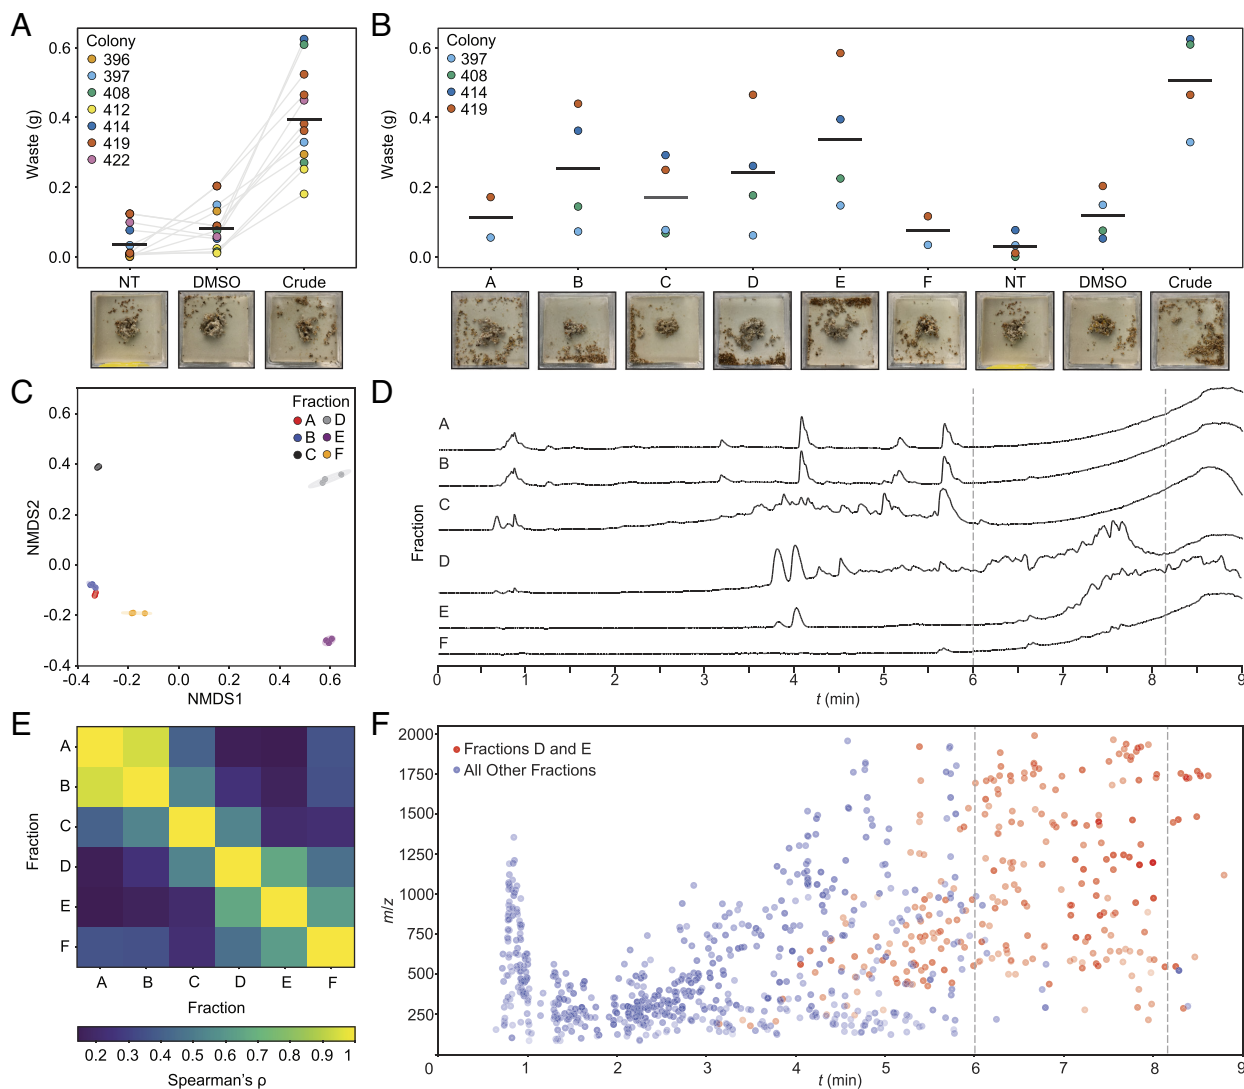 A
Colony
396
397
408
412
414
419
422
Waste (g)
0.6
0.4
0.2
0.0
NT DMSO Crude
B
Colony
397
408
414
419
Waste (g)
0.6
0.4
0.2
0.0
A B C D E F NT DMSO Crude
C
Fraction
A D
B E
C F
NMDS2
0.6
0.4
0.2
0.0
-0.2
-0.4
-0.4 -0.2 0.0 0.2 0.4 0.6
NMDS1
D
Fraction
A
B
C
D
E
F
0 1 2 3 4 5 6 7 8 9
t (min)
E
Fraction
A
B
C
D
E
F
A B C D E F
Fraction
0.2 0.3 0.4 0.5 0.6 0.7 0.8 0.9 1
Spearman's ρ
F
Fractions D and E
All Other Fractions
m/z
2000
1750
1500
1250
1000
750
500
250
0
0 1 2 3 4 5 6 7 8 9
t (min)